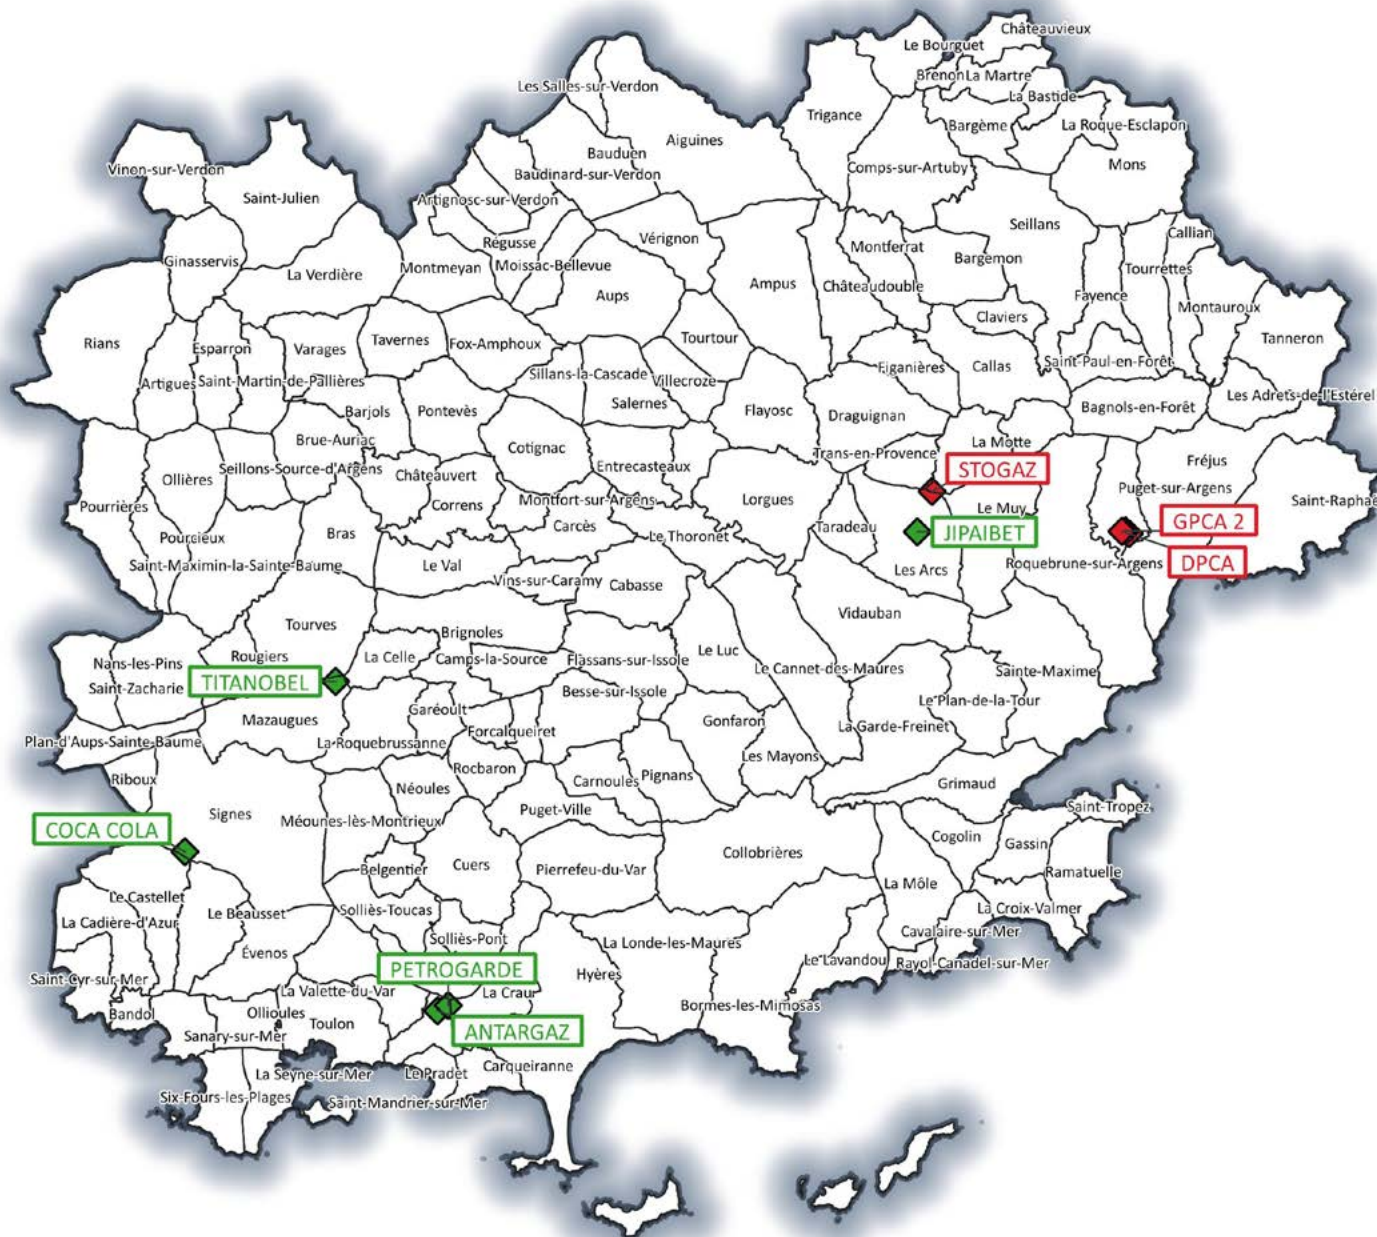 Châteauvieux
Le Bourguet
Brenon
La Martre
Les Salles-sur-Verdon
La Bastide
Trigance
Bargème
La Roque-Esclapon
Aiguines
Bauduen
Mons
Vinon-sur-Verdon
Comps-sur-Artuby
Baudinard-sur-Verdon
Saint-Julien
Artignosc-sur-Verdon
Seillans
Callian
Vérignon
Régusse
Montferrat
Ginasservis
Bargemon
La Verdière
Montmeyan
Moissac-Bellevue
Tourrettes
Aups
Ampus
Châteaudouble
Fayence
Montauroux
Claviers
Rians
Esparron
Varages
Tavernes
Fox-Amphoux
Tourtour
Tanneron
Artigues
Saint-Martin-de-Pallières
Sillans-la-Cascade
Villecroze
Figanières
Callas
Saint-Paul-en-Forêt
Les Adrets-de-l'Estérel
Barjols
Pontevès
Salernes
Flayosc
Draguignan
Bagnols-en-Forêt
Brue-Auriac
Cotignac
La Motte
Trans-en-Provence
Seillons-Source-d'Argens
Entrecasteaux
STOGAZ
Fréjus
Ollières
Châteauvert
Puget-sur-Argens
Pourrières
Correns
Montfort-sur-Argens
Lorgues
Le Muy
Saint-Raphaë
Pourcieux
Bras
Carcès
Taradeau
JIPAIBET
GPCA 2
Le Thoronet
Saint-Maximin-la-Sainte-Baume
Le Val
Les Arcs
Roquebrune-sur-Argens
DPCA
Vins-sur-Caramy
Cabasse
Vidauban
Tourves
Brignoles
Nans-les-Pins
Rougiers
La Celle
Camps-la-Source
Flassans-sur-Issole
Le Luc
Le Cannet-des-Maures
Sainte-Maxime
Saint-Zacharie
TITANOBEL
Besse-sur-Issole
Le Plan-de-la-Tour
Mazaugues
Garéoult
Gonfaron
La Garde-Freinet
Plan-d'Aups-Sainte-Baume
La Roquebrussanne
Forcalqueiret
Les Mayons
Riboux
Rocbaron
Carnoules
Pignans
Néoules
Grimaud
Signes
Méounes-lès-Montrieux
Puget-Ville
Saint-Tropez
COCA COLA
Cogolin
Gassin
Belgentier
Cuers
Pierrefeu-du-Var
Collobrières
Ramatuelle
La Môle
Le Castellet
Le Beausset
Solliès-Toucas
La Croix-Valmer
La Cadière-d'Azur
Solliès-Pont
La Londe-les-Maures
Cavalaire-sur-Mer
Évenos
PETROGARDE
Hyères
Le Lavandou
Rayol-Canadel-sur-Mer
Saint-Cyr-sur-Mer
La Valette-du-Var
La Crau
Bormes-les-Mimosas
Bandol
Ollioules
Toulon
ANTARGAZ
Sanary-sur-Mer
La Seyne-sur-Mer
Le Pradet
Carqueiranne
Six-Fours-les-Plages
Saint-Mandrier-sur-Mer